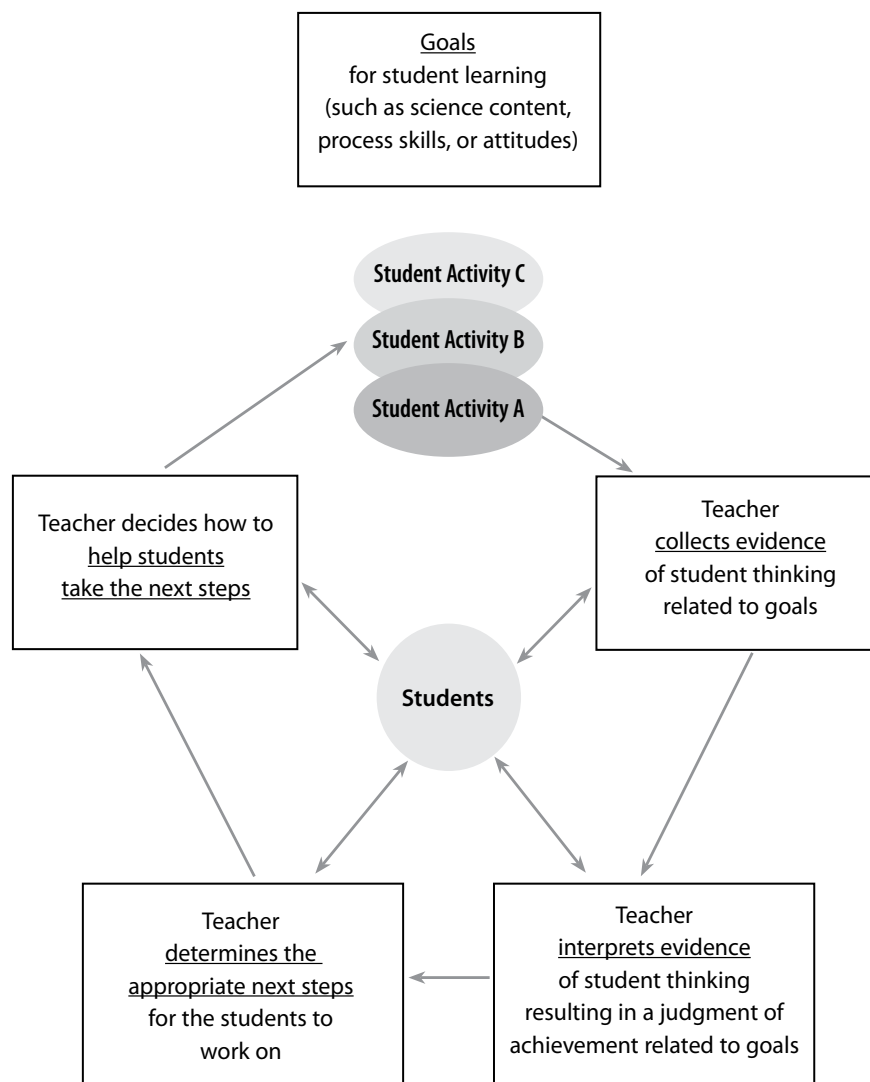 Goals
for student learning
(such as science content,
process skills, or attitudes)
Student Activity C
Student Activity B
Student Activity A
Teacher decides how to
help students
take the next steps
Teacher
collects evidence
of student thinking
related to goals
Students
Teacher
determines the
appropriate next steps
for the students to
work on
Teacher
interprets evidence
of student thinking
resulting in a judgment of
achievement related to goals